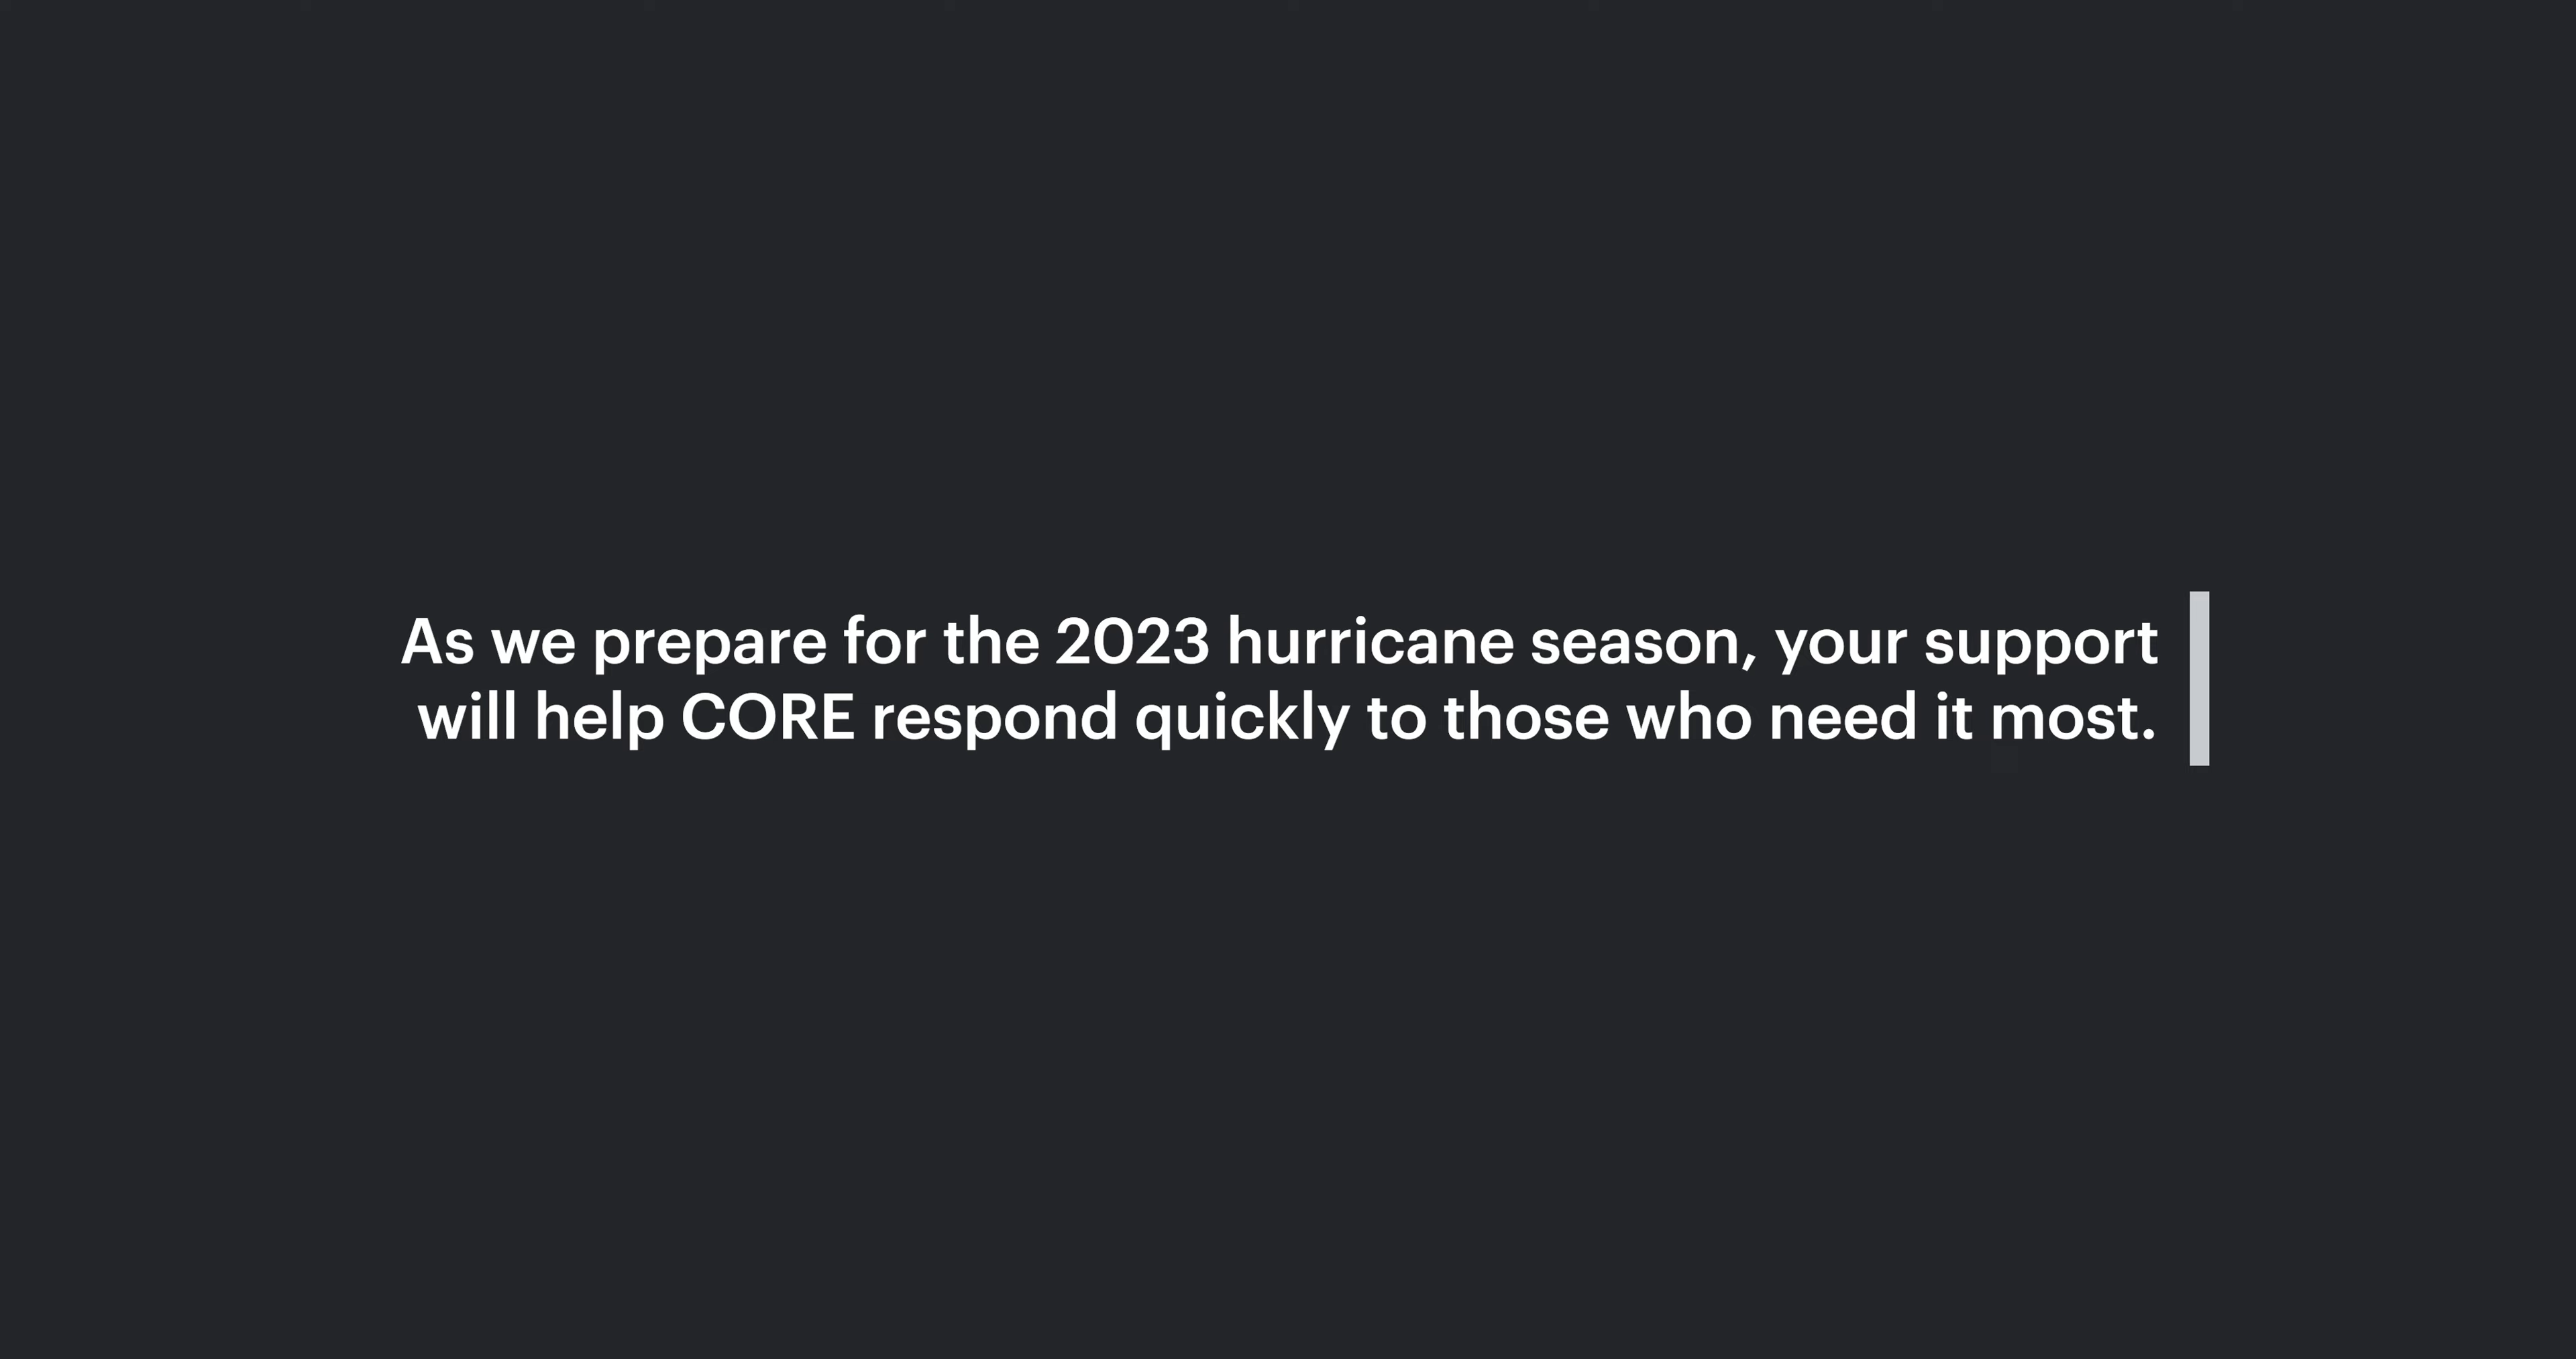 As we prepare for the 2023 hurricane season, your support
will help CORE respond quickly to those who need it most.